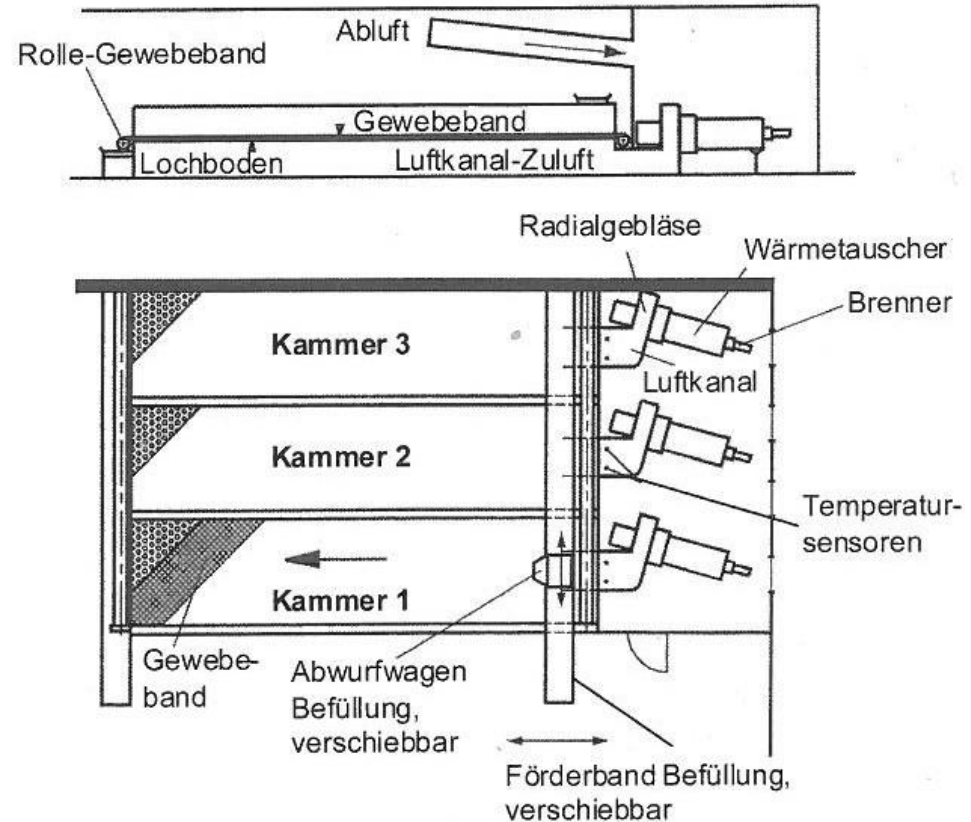 Abluft
Rolle-Gewebeband
Gewebeband
Lochboden
Luftkanal-Zuluft
Radialgebläse
Wärmetauscher
Brenner
Kammer 3
Luftkanal
Kammer 2
Temperatur-
sensoren
Kammer 1
Gewebe-
band
Abwurfwagen
Befüllung,
verschiebbar
Förderband Befüllung,
verschiebbar